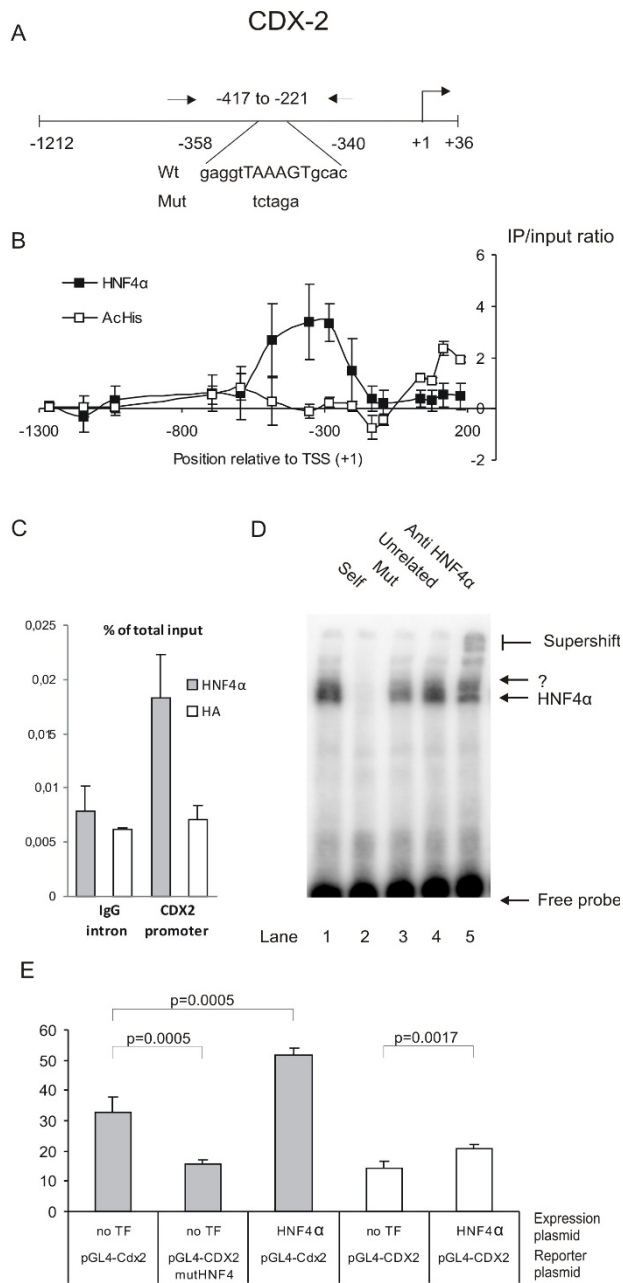 CDX-2
A
-417 to -221
-1212 -358 -340 +1 +36
Wt gaggtTAAAGTgcac
Mut tctaga
B
IP/input ratio
HNF4α
AcHis
6
4
2
0
-2
-1300 -800 -300 200
Position relative to TSS (+1)
C
% of total input
0,025
0,02
0,015
0,01
0,005
0
HNF4α
HA
IgG intron
CDX2 promoter
D
Self
Mut
Unrelated
Anti HNF4α
Supershift
?
HNF4α
Free probe
Lane 1 2 3 4 5
E
p=0.0005
p=0.0005
p=0.0017
60
50
40
30
20
10
0
no TF no TF HNF4α no TF HNF4α Expression plasmid
pGL4-Cdx2 pGL4-CDX2 mutHNF4 pGL4-Cdx2 pGL4-CDX2 pGL4-CDX2 Reporter plasmid